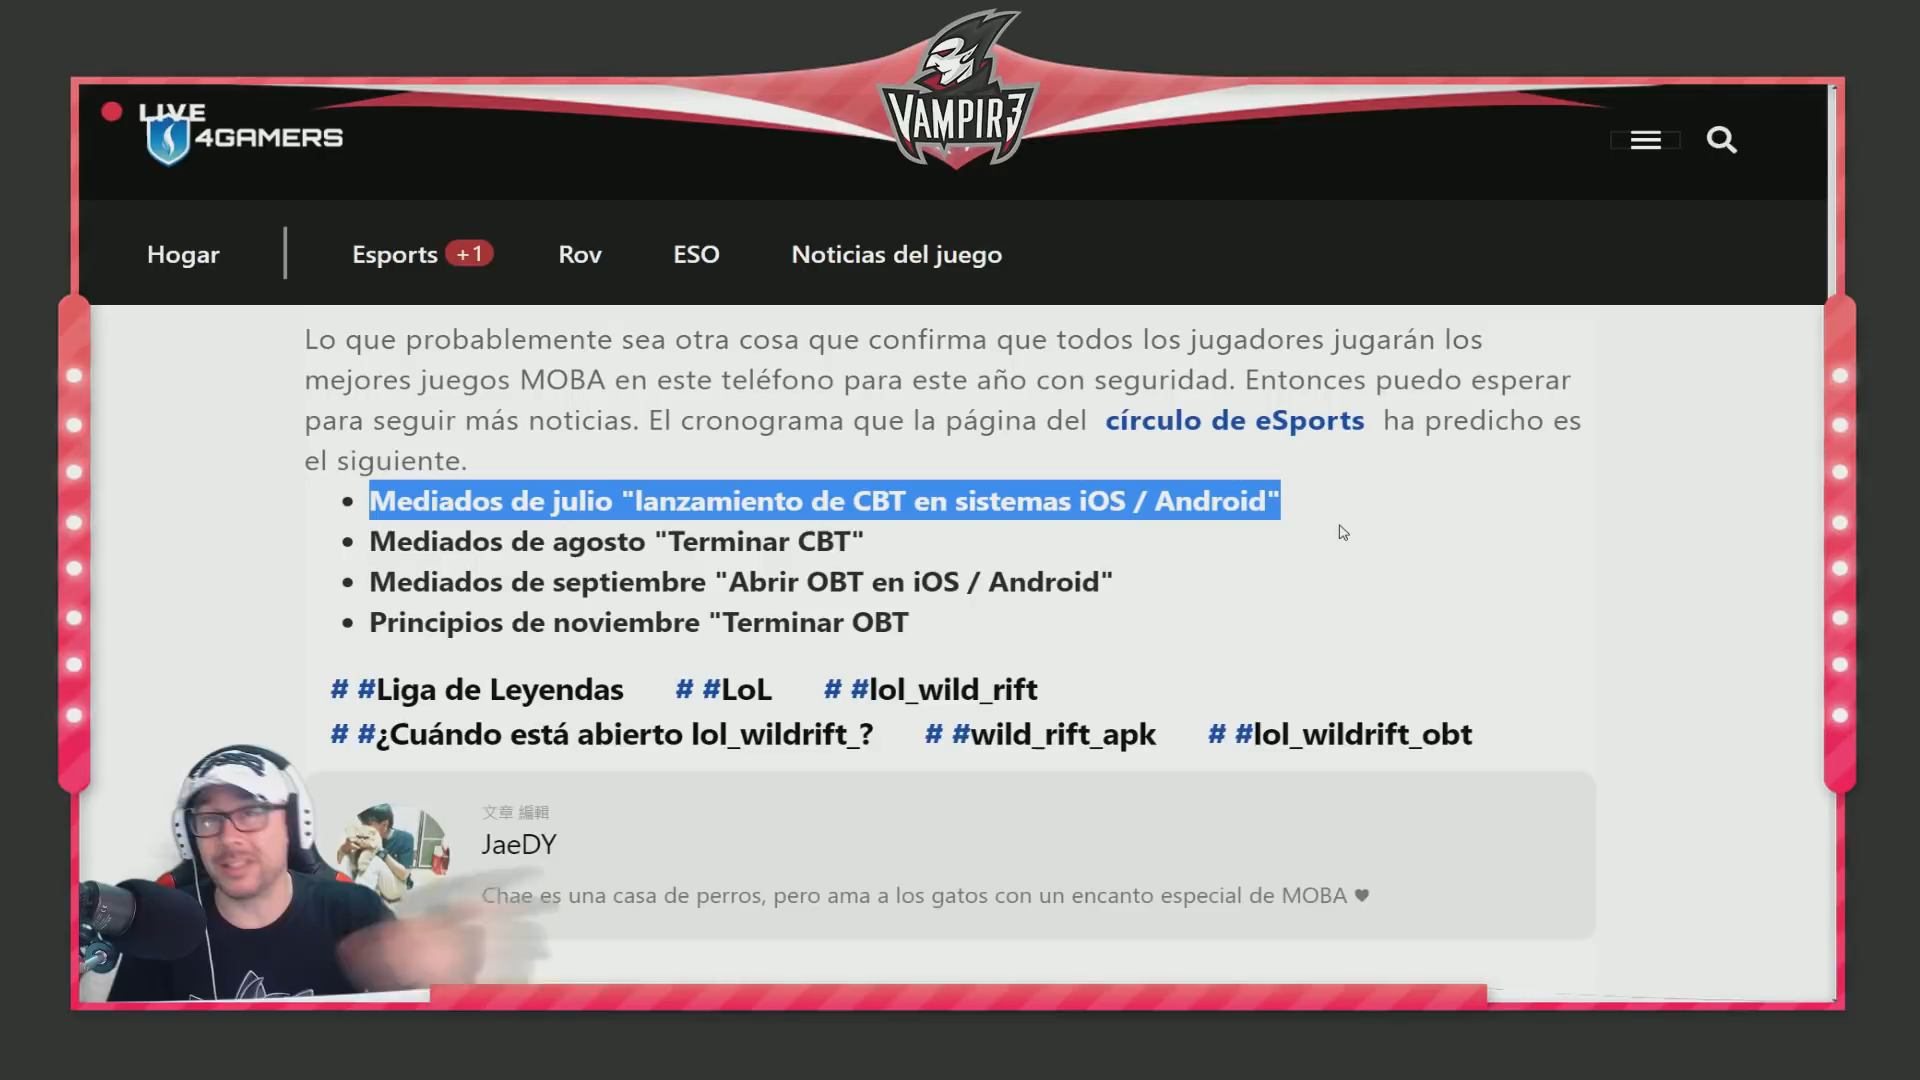 VAMPIR3
LIVE
4GAMERS
Hogar
Esports +1
Rov
ESO
Noticias del juego
Lo que probablemente sea otra cosa que confirma que todos los jugadores jugarán los
mejores juegos MOBA en este teléfono para este año con seguridad. Entonces puedo esperar
para seguir más noticias. El cronograma que la página del círculo de eSports ha predicho es
el siguiente.
• Mediados de julio "lanzamiento de CBT en sistemas iOS / Android"
• Mediados de agosto "Terminar CBT"
• Mediados de septiembre "Abrir OBT en iOS / Android"
• Principios de noviembre "Terminar OBT
# #Liga de Leyendas # #LoL # #lol_wild_rift
# #¿Cuándo está abierto lol_wildrift_? # #wild_rift_apk # #lol_wildrift_obt
文章 編輯
JaeDY
Chae es una casa de perros, pero ama a los gatos con un encanto especial de MOBA ♥